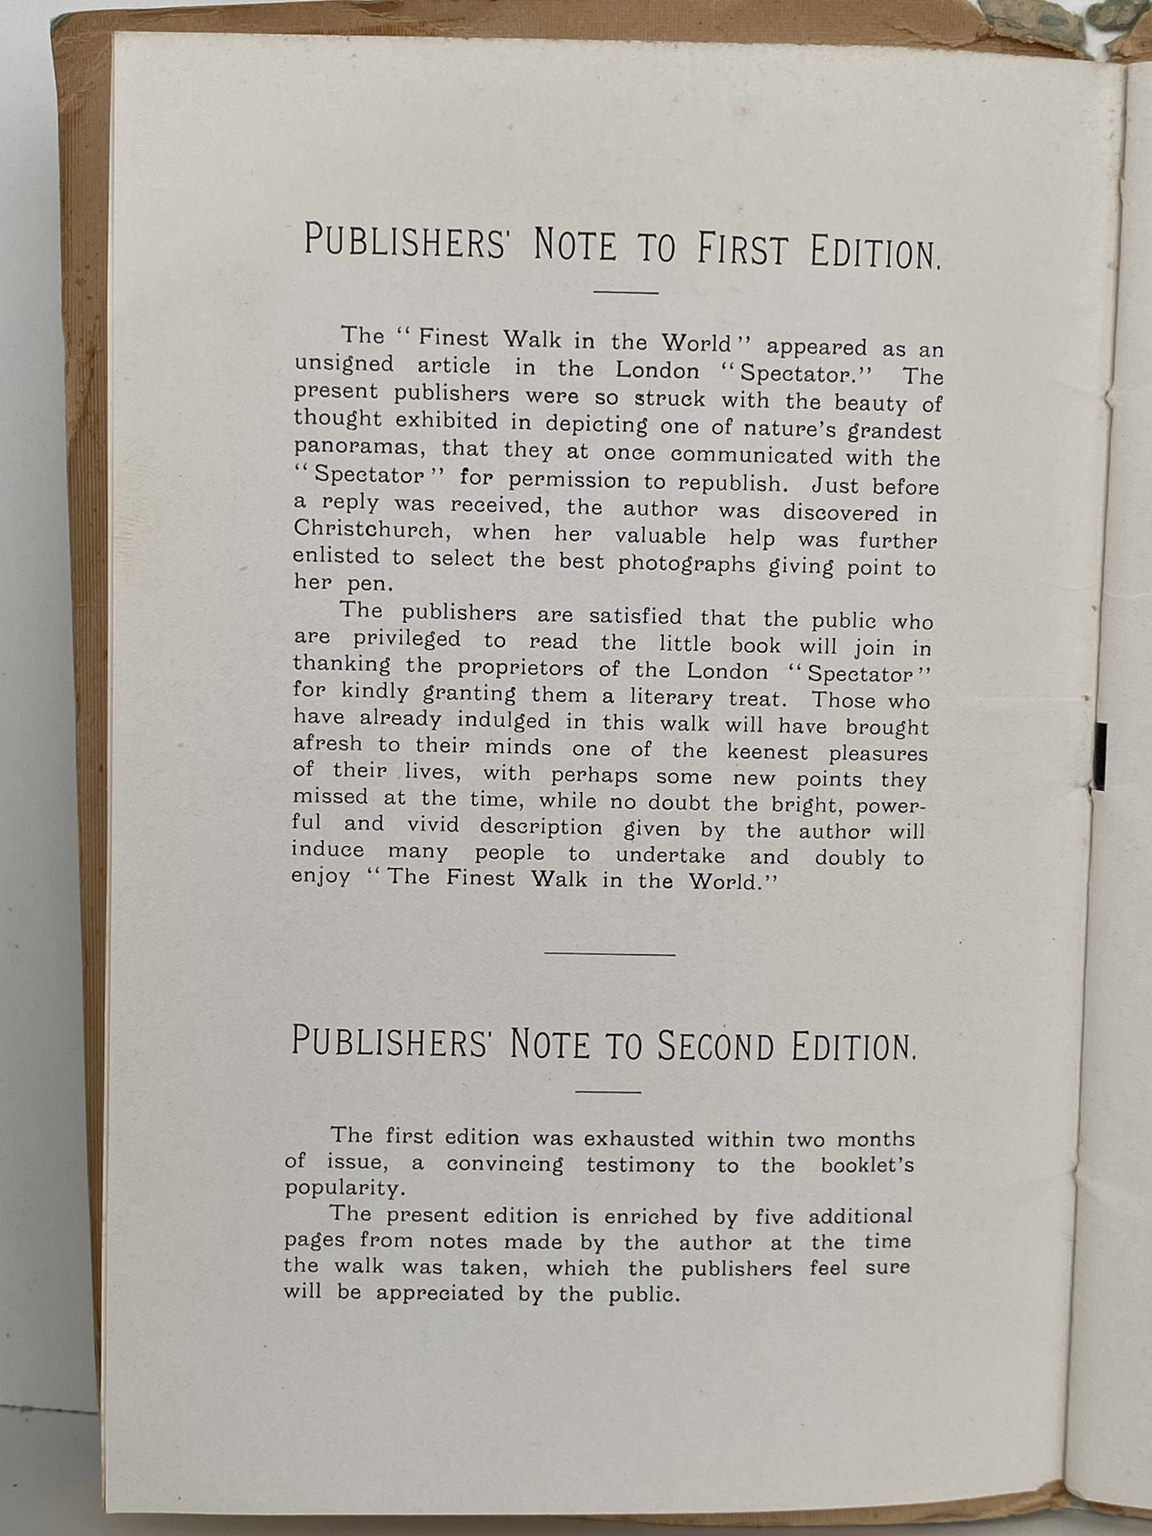 PUBLISHERS' NOTE TO FIRST EDITION.
The “Finest Walk in the World” appeared as an
unsigned article in the London “Spectator.” The
present publishers were so struck with the beauty of
thought exhibited in depicting one of nature’s grandest
panoramas, that they at once communicated with the
“Spectator” for permission to republish. Just before
a reply was received, the author was discovered in
Christchurch, when her valuable help was further
enlisted to select the best photographs giving point to
her pen.
The publishers are satisfied that the public who
are privileged to read the little book will join in
thanking the proprietors of the London “Spectator”
for kindly granting them a literary treat. Those who
have already indulged in this walk will have brought
afresh to their minds one of the keenest pleasures
of their lives, with perhaps some new points they
missed at the time, while no doubt the bright, power-
ful and vivid description given by the author will
induce many people to undertake and doubly to
enjoy “The Finest Walk in the World.”
PUBLISHERS' NOTE TO SECOND EDITION.
The first edition was exhausted within two months
of issue, a convincing testimony to the booklet’s
popularity.
The present edition is enriched by five additional
pages from notes made by the author at the time
the walk was taken, which the publishers feel sure
will be appreciated by the public.